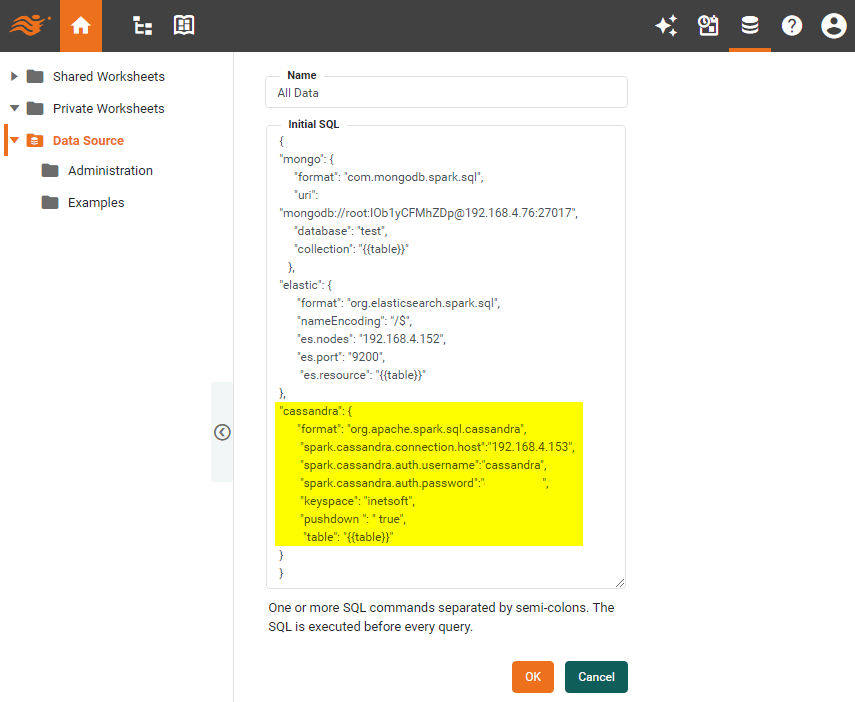 Shared Worksheets
Private Worksheets
Data Source
Administration
Examples
Name
All Data
Initial SQL
{
"mongo": {
"format": "com.mongodb.spark.sql",
"uri":
"mongodb://root:IOb1yCFMhZDp@192.168.4.76:27017",
"database": "test",
"collection": "{{table}}"
},
"elastic": {
"format": "org.elasticsearch.spark.sql",
"nameEncoding": "/$",
"es.nodes": "192.168.4.152",
"es.port": "9200",
"es.resource": "{{table}}"
},
"cassandra": {
"format": "org.apache.spark.sql.cassandra",
"spark.cassandra.connection.host":"192.168.4.153",
"spark.cassandra.auth.username":"cassandra",
"spark.cassandra.auth.password":" ",
"keyspace": "inetsoft",
"pushdown ": " true",
"table": "{{table}}"
}
}
One or more SQL commands separated by semi-colons. The
SQL is executed before every query.
OK
Cancel